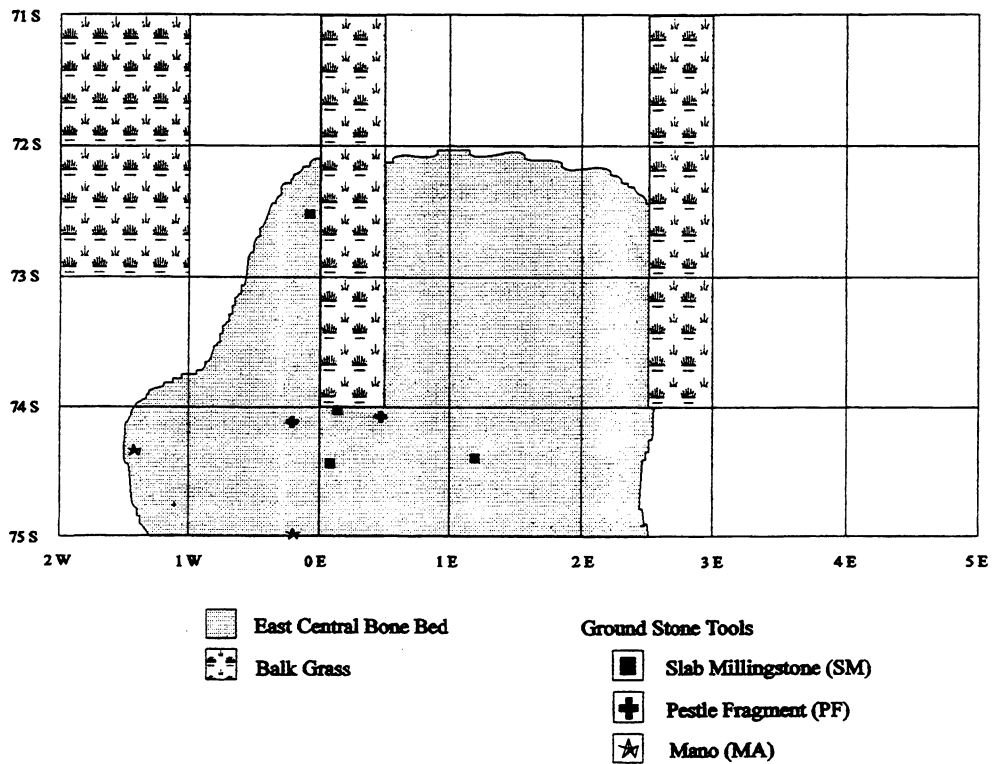 71 S
72 S
73 S
74 S
75 S
2 W 1 W 0 E 1 E 2 E 3 E 4 E 5 E
East Central Bone Bed
Balk Grass
Ground Stone Tools
Slab Millingstone (SM)
Pestle Fragment (PF)
Mano (MA)